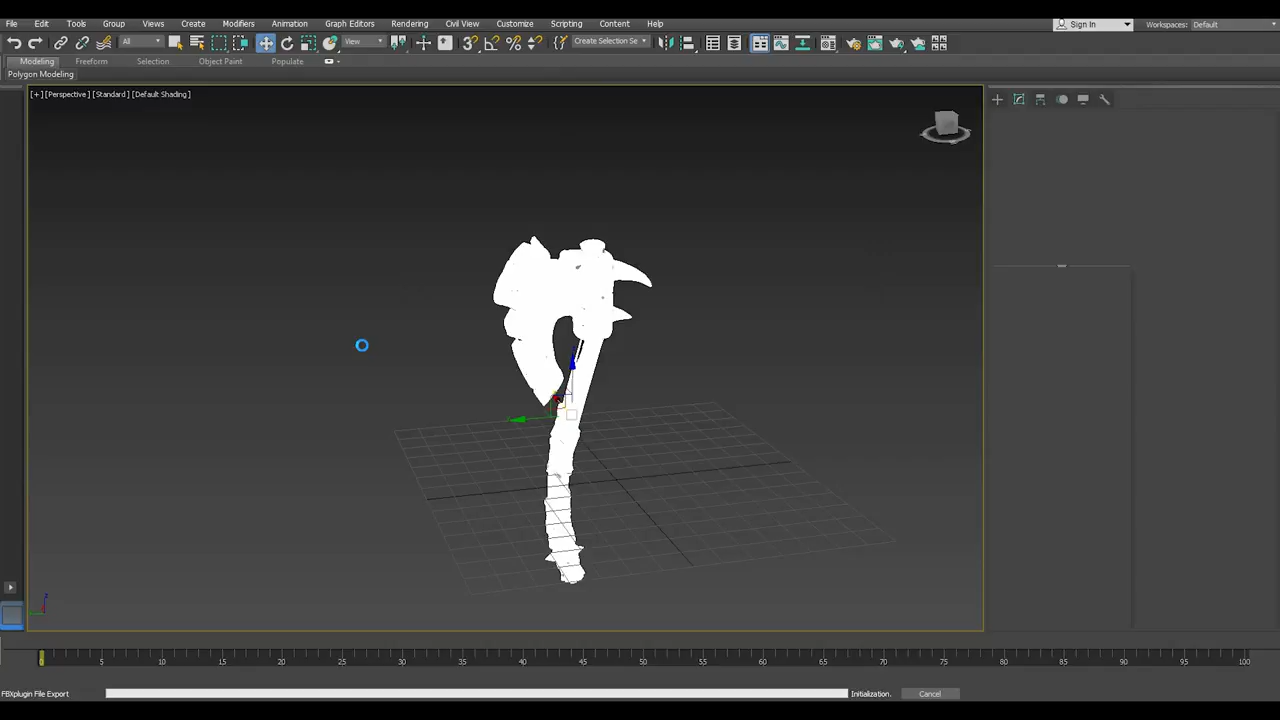 File Edit Tools Group Views Create Modifiers Animation Graph Editors Rendering Civil View Customize Scripting Content Help Sign In Workspaces: Default
All View Create Selection Se
Modeling Freeform Selection Object Paint Populate
Polygon Modeling
[+] [Perspective] [Standard] [Default Shading]
z
0 5 10 15 20 25 30 35 40 45 50 55 60 65 70 75 80 85 90 95 100
FBXplugin File Export Initialization. Cancel